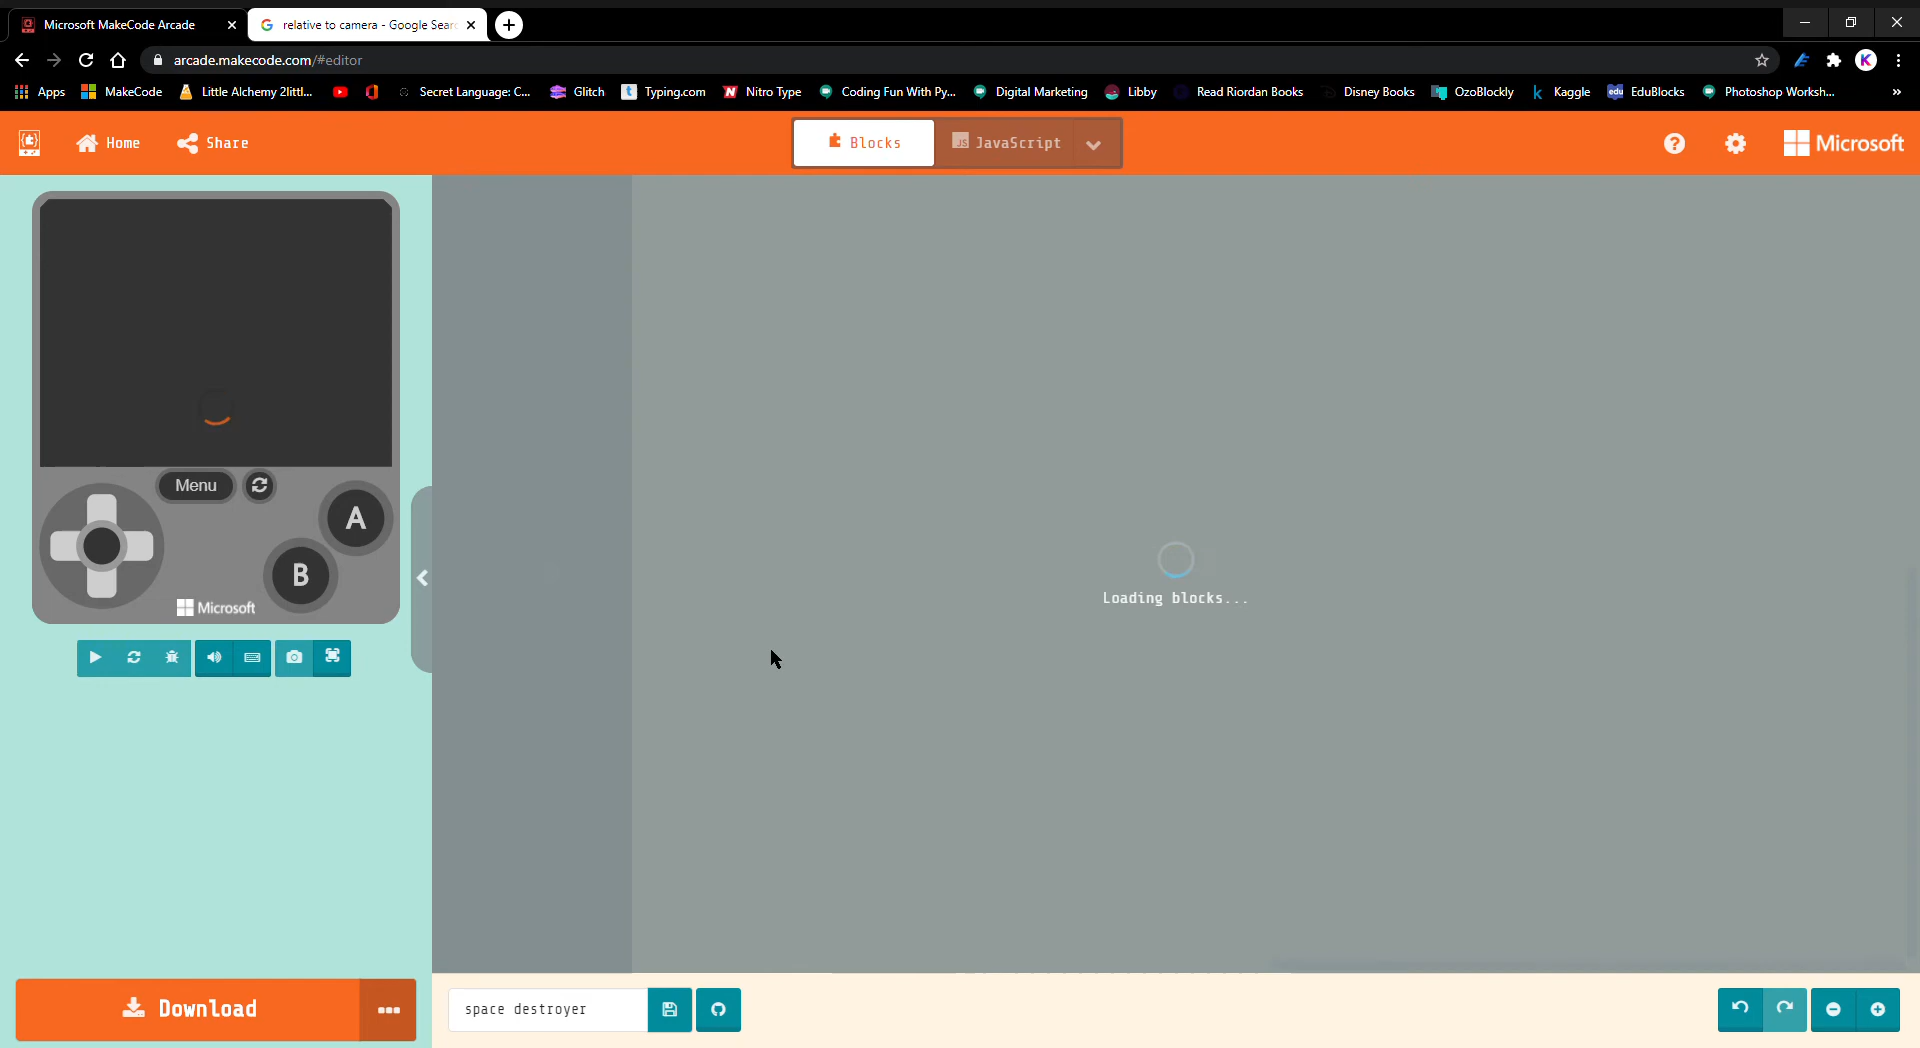 Microsoft MakeCode Arcade
relative to camera - Google Sear
arcade.makecode.com/#editor
Apps MakeCode Little Alchemy 2littl... Secret Language: C... Glitch Typing.com Nitro Type Coding Fun With Py... Digital Marketing Libby Read Riordan Books Disney Books OzoBlockly Kaggle EduBlocks Photoshop Worksh... »
Home Share Blocks JavaScript Microsoft
Menu
A
B
Microsoft
Loading blocks...
Download
space destroyer